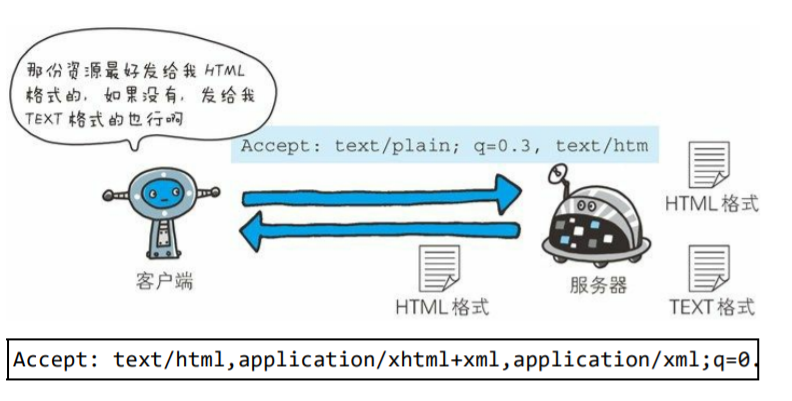 那份资源最好发给我 HTML
格式的，如果没有，发给我
TEXT 格式的也行啊
Accept: text/plain; q=0.3, text/htm
HTML 格式
客户端
HTML 格式
服务器
TEXT 格式
Accept: text/html,application/xhtml+xml,application/xml;q=0.